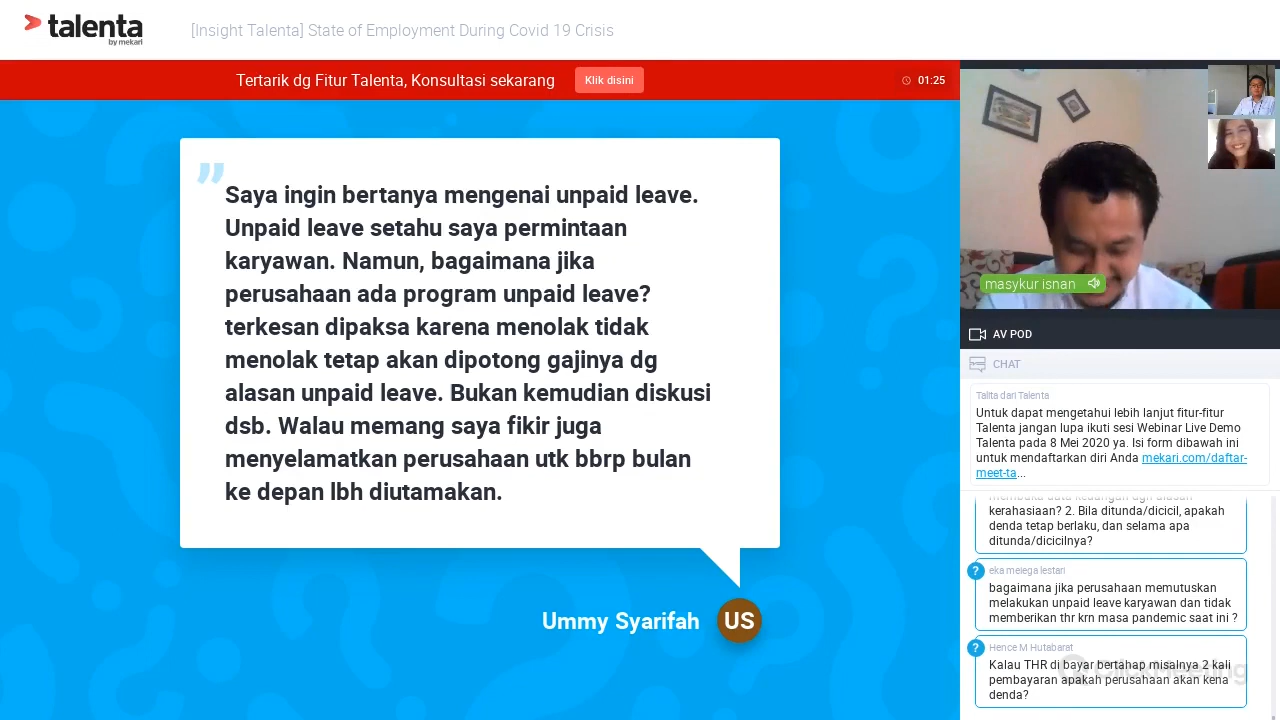 talenta
by mekari
[Insight Talenta] State of Employment During Covid 19 Crisis
Tertarik dg Fitur Talenta, Konsultasi sekarang
Klik disini
01:25
”
Saya ingin bertanya mengenai unpaid leave.
Unpaid leave setahu saya permintaan
karyawan. Namun, bagaimana jika
perusahaan ada program unpaid leave?
terkesan dipaksa karena menolak tidak
menolak tetap akan dipotong gajinya dg
alasan unpaid leave. Bukan kemudian diskusi
dsb. Walau memang saya fikir juga
menyelamatkan perusahaan utk bbrp bulan
ke depan lbh diutamakan.
Ummy Syarifah
US
masykur isnan
AV POD
CHAT
Talita dari Talenta
Untuk dapat mengetahui lebih lanjut fitur-fitur
Talenta jangan lupa ikuti sesi Webinar Live Demo
Talenta pada 8 Mei 2020 ya. Isi form dibawah ini
untuk mendaftarkan diri Anda mekari.com/daftar-
meet-ta...
membuka data keuangan dgn alasan
kerahasiaan? 2. Bila ditunda/dicicil, apakah
denda tetap berlaku, dan selama apa
ditunda/dicicilnya?
?
eka melega lestari
bagaimana jika perusahaan memutuskan
melakukan unpaid leave karyawan dan tidak
memberikan thr krn masa pandemic saat ini ?
?
Hence M Hutabarat
Kalau THR di bayar bertahap misalnya 2 kali
pembayaran apakah perusahaan akan kena
denda?